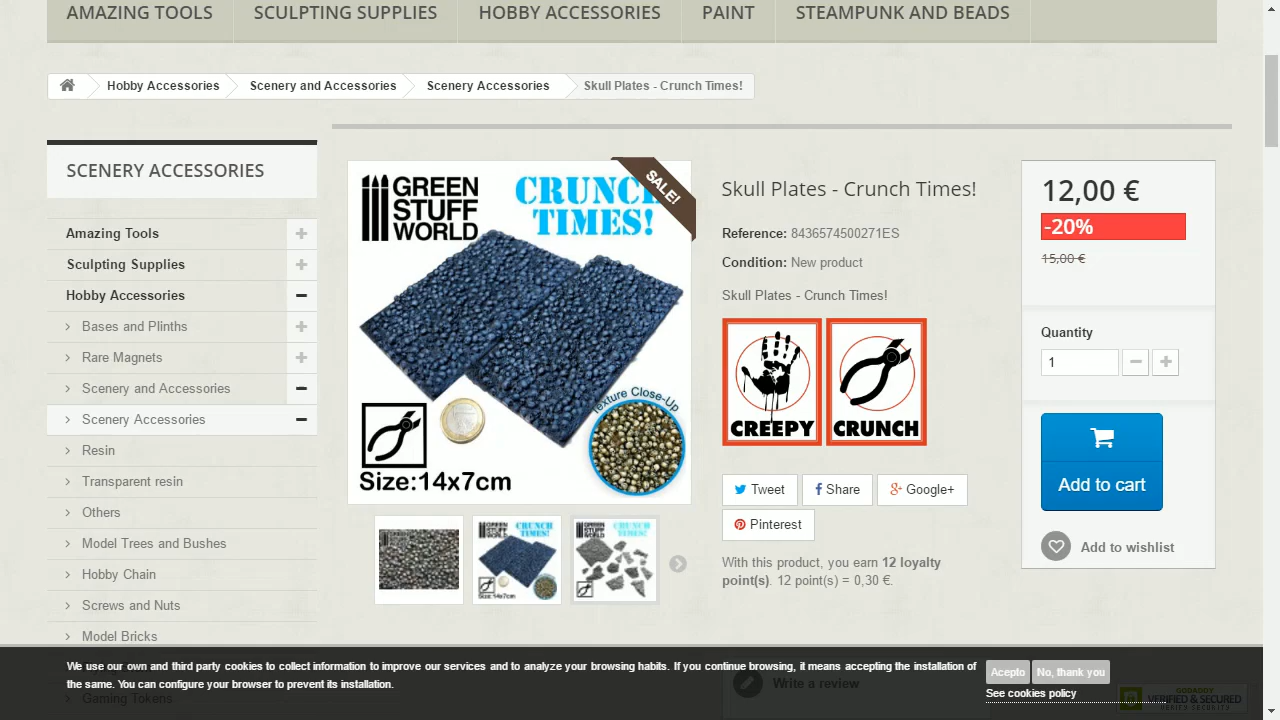 AMAZING TOOLS
SCULPTING SUPPLIES
HOBBY ACCESSORIES
PAINT
STEAMPUNK AND BEADS
Hobby Accessories
Scenery and Accessories
Scenery Accessories
Skull Plates - Crunch Times!
SCENERY ACCESSORIES
Amazing Tools
Sculpting Supplies
Hobby Accessories
Bases and Plinths
Rare Magnets
Scenery and Accessories
Scenery Accessories
Resin
Transparent resin
Others
Model Trees and Bushes
Hobby Chain
Screws and Nuts
Model Bricks
Gaming Tokens
GREEN
STUFF
WORLD
TIMES!
SALE!
Texture Close-Up
Size:14x7cm
CRUNCH
TIMES!
Size:14x7cm
GREEN
STUFF
WORLD
CRUNCH
TIMES!
Skull Plates - Crunch Times!
Reference: 8436574500271ES
Condition: New product
Skull Plates - Crunch Times!
CREEPY
CRUNCH
Tweet
Share
Google+
Pinterest
With this product, you earn 12 loyalty
point(s). 12 point(s) = 0,30 €.
Write a review
12,00 €
-20%
15,00 €
Quantity
1
Add to cart
Add to wishlist
We use our own and third party cookies to collect information to improve our services and to analyze your browsing habits. If you continue browsing, it means accepting the installation of
the same. You can configure your browser to prevent its installation.
Acepto
No, thank you
See cookies policy
GODADDY
VERIFIED & SECURED